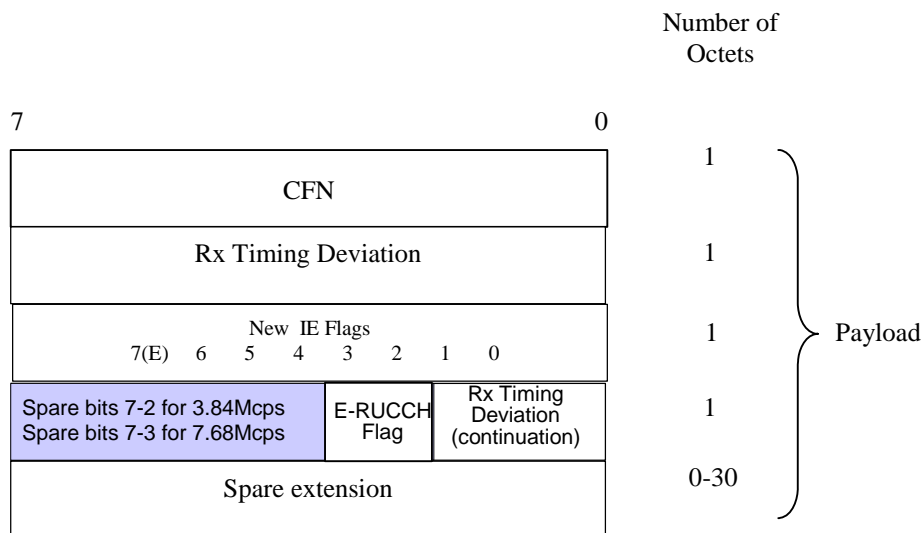 Number of
Octets
7 0
CFN 1
Rx Timing Deviation 1
New IE Flags
7(E) 6 5 4 3 2 1 0
1
Payload
Spare bits 7-2 for 3.84Mcps
Spare bits 7-3 for 7.68Mcps
E-RUCCH
Flag
Rx Timing
Deviation
(continuation)
1
Spare extension 0-30